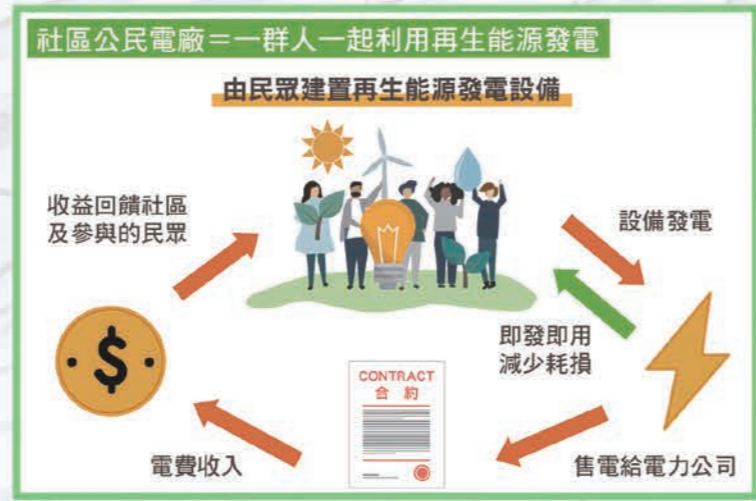 社區公民電廠＝一群人一起利用再生能源發電
由民眾建置再生能源發電設備
收益回饋社區
及參與的民眾
設備發電
即發即用
減少耗損
$
CONTRACT
合 約
電費收入
售電給電力公司